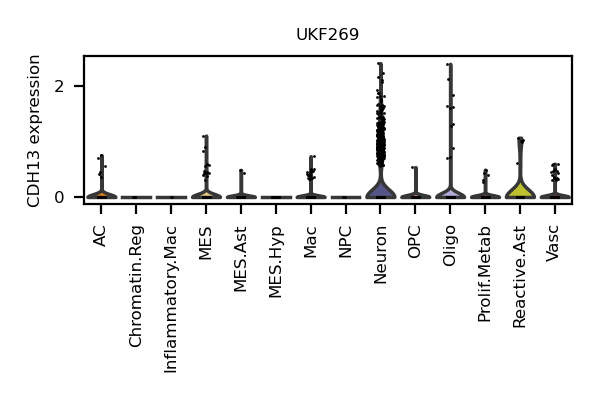 UKF269
CDH13 expression
2
0
AC
Chromatin.Reg
Inflammatory.Mac
MES
MES.Ast
MES.Hyp
Mac
NPC
Neuron
OPC
Oligo
Prolif.Metab
Reactive.Ast
Vasc